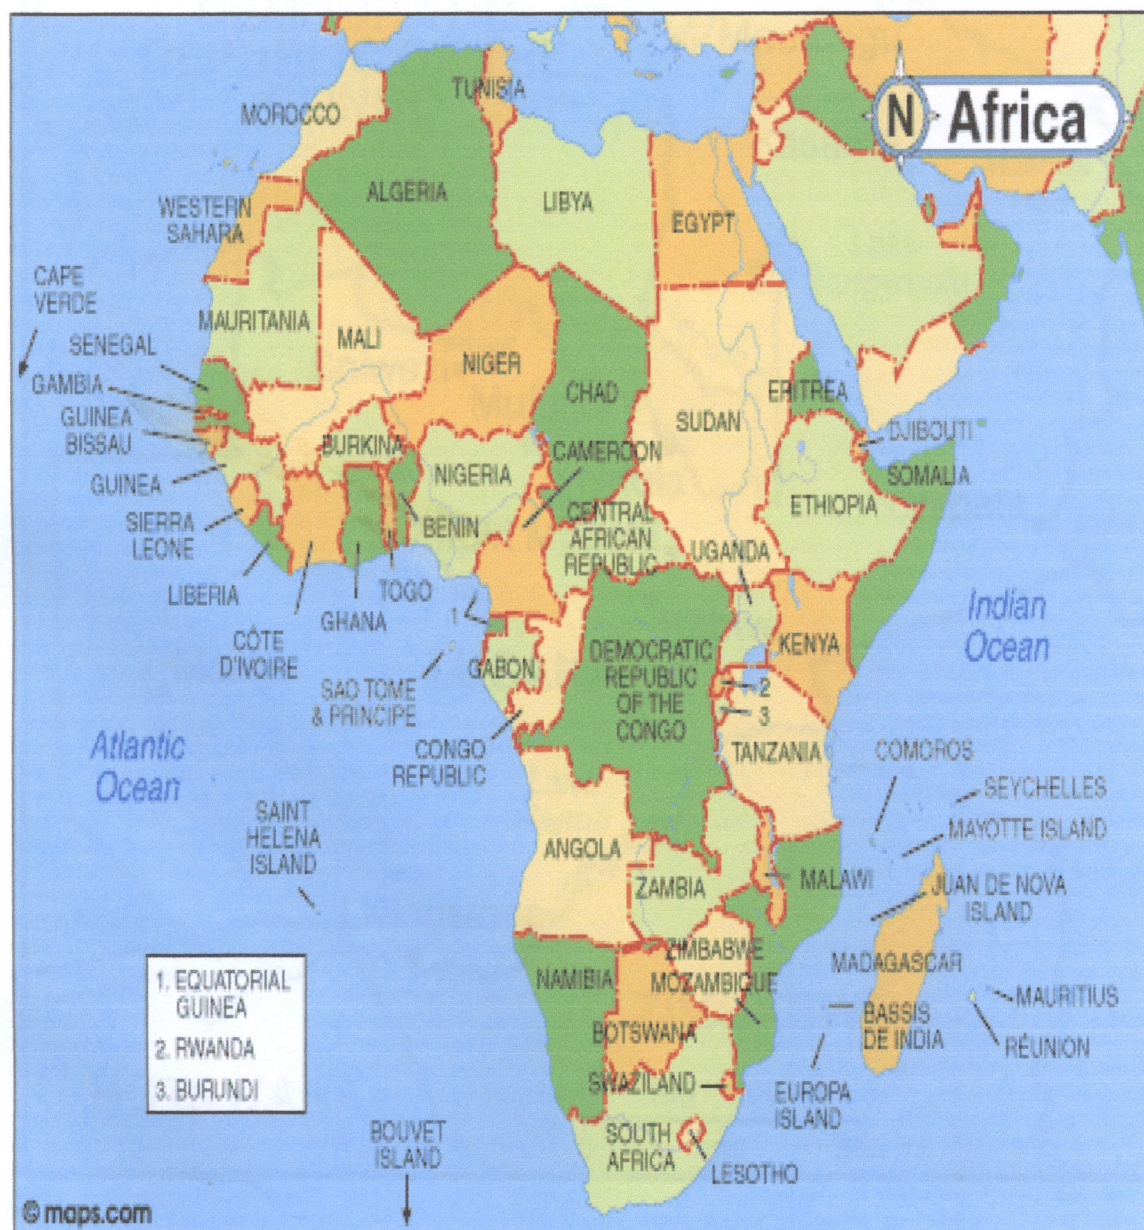 N Africa
TUNISIA
MOROCCO
ALGERIA
LIBYA
EGYPT
WESTERN
SAHARA
CAPE
VERDE
MAURITANIA
MALI
NIGER
CHAD
SUDAN
ERITREA
SENEGAL
GAMBIA
GUINEA
BISSAU
GUINEA
SIERRA
LEONE
LIBERIA
CÔTE
D'IVOIRE
BURKINA
GHANA
TOGO
BENIN
NIGERIA
CAMEROON
CENTRAL
AFRICAN
REPUBLIC
DJIBOUTI
SOMALIA
ETHIOPIA
UGANDA
KENYA
Indian
Ocean
1
SAO TOME
& PRINCIPE
GABON
CONGO
REPUBLIC
DEMOCRATIC
REPUBLIC
OF THE
CONGO
2
3
TANZANIA
Atlantic
Ocean
SAINT
HELENA
ISLAND
COMOROS
SEYCHELLES
MAYOTTE ISLAND
ANGOLA
ZAMBIA
MALAWI
JUAN DE NOVA
ISLAND
ZIMBABWE
MOZAMBIQUE
MADAGASCAR
NAMIBIA
BOTSWANA
BASSIS
DE INDIA
MAURITIUS
RÉUNION
SWAZILAND
EUROPA
ISLAND
SOUTH
AFRICA
LESOTHO
1. EQUATORIAL
GUINEA
2. RWANDA
3. BURUNDI
BOUVET
ISLAND
© maps.com